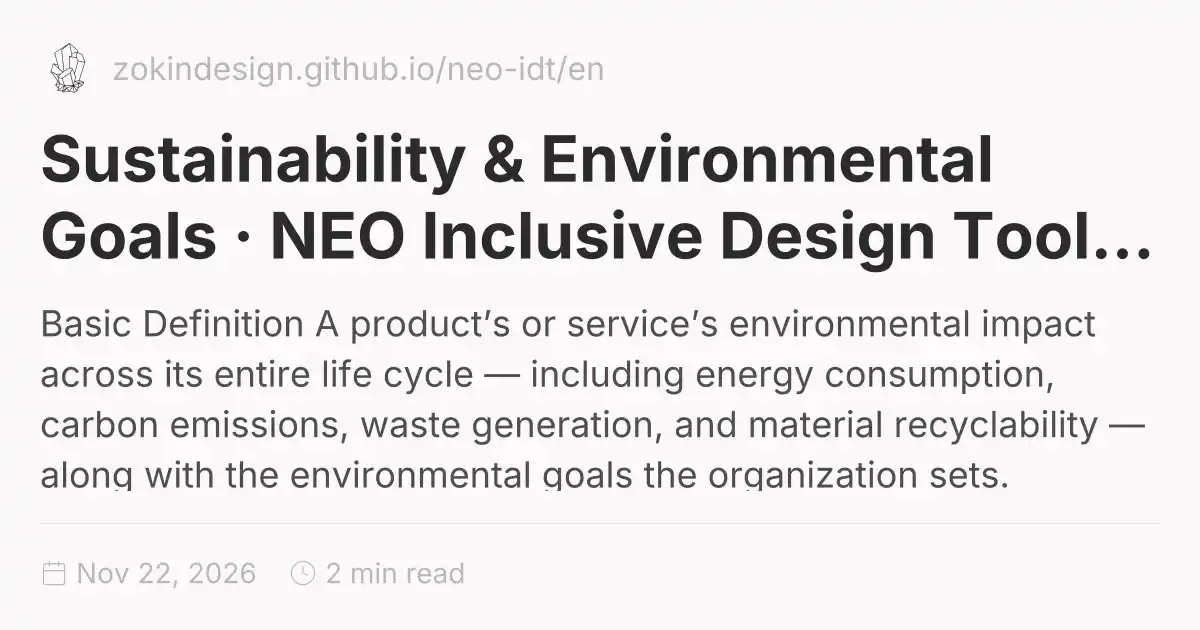 zokindesign.github.io/neo-idt/en
Sustainability & Environmental
Goals · NEO Inclusive Design Tool…
Basic Definition A product’s or service’s environmental impact
across its entire life cycle — including energy consumption,
carbon emissions, waste generation, and material recyclability —
along with the environmental goals the organization sets.
Nov 22, 2026 2 min read